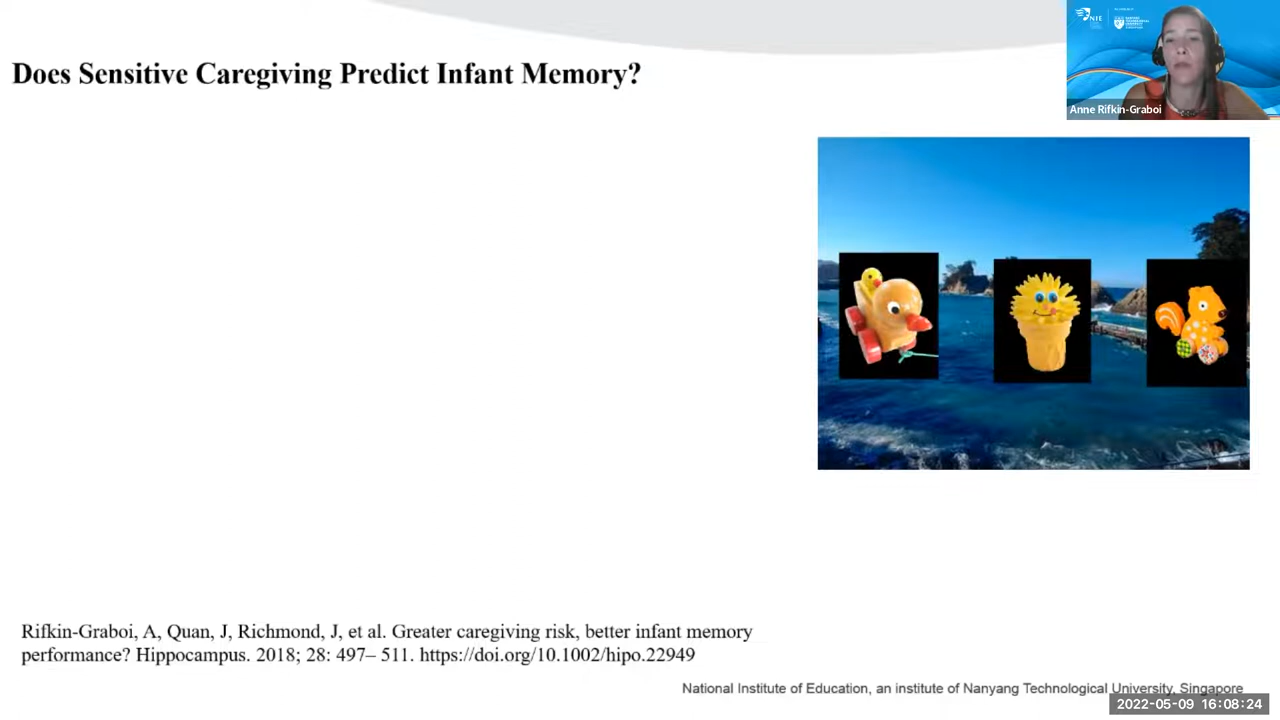 Does Sensitive Caregiving Predict Infant Memory?
NIE
Anne Rifkin-Graboi
Rifkin-Graboi, A, Quan, J, Richmond, J, et al. Greater caregiving risk, better infant memory
performance? Hippocampus. 2018; 28: 497– 511. https://doi.org/10.1002/hipo.22949
National Institute of Education, an institute of Nanyang Technological University, Singapore
2022-05-09 16:08:24